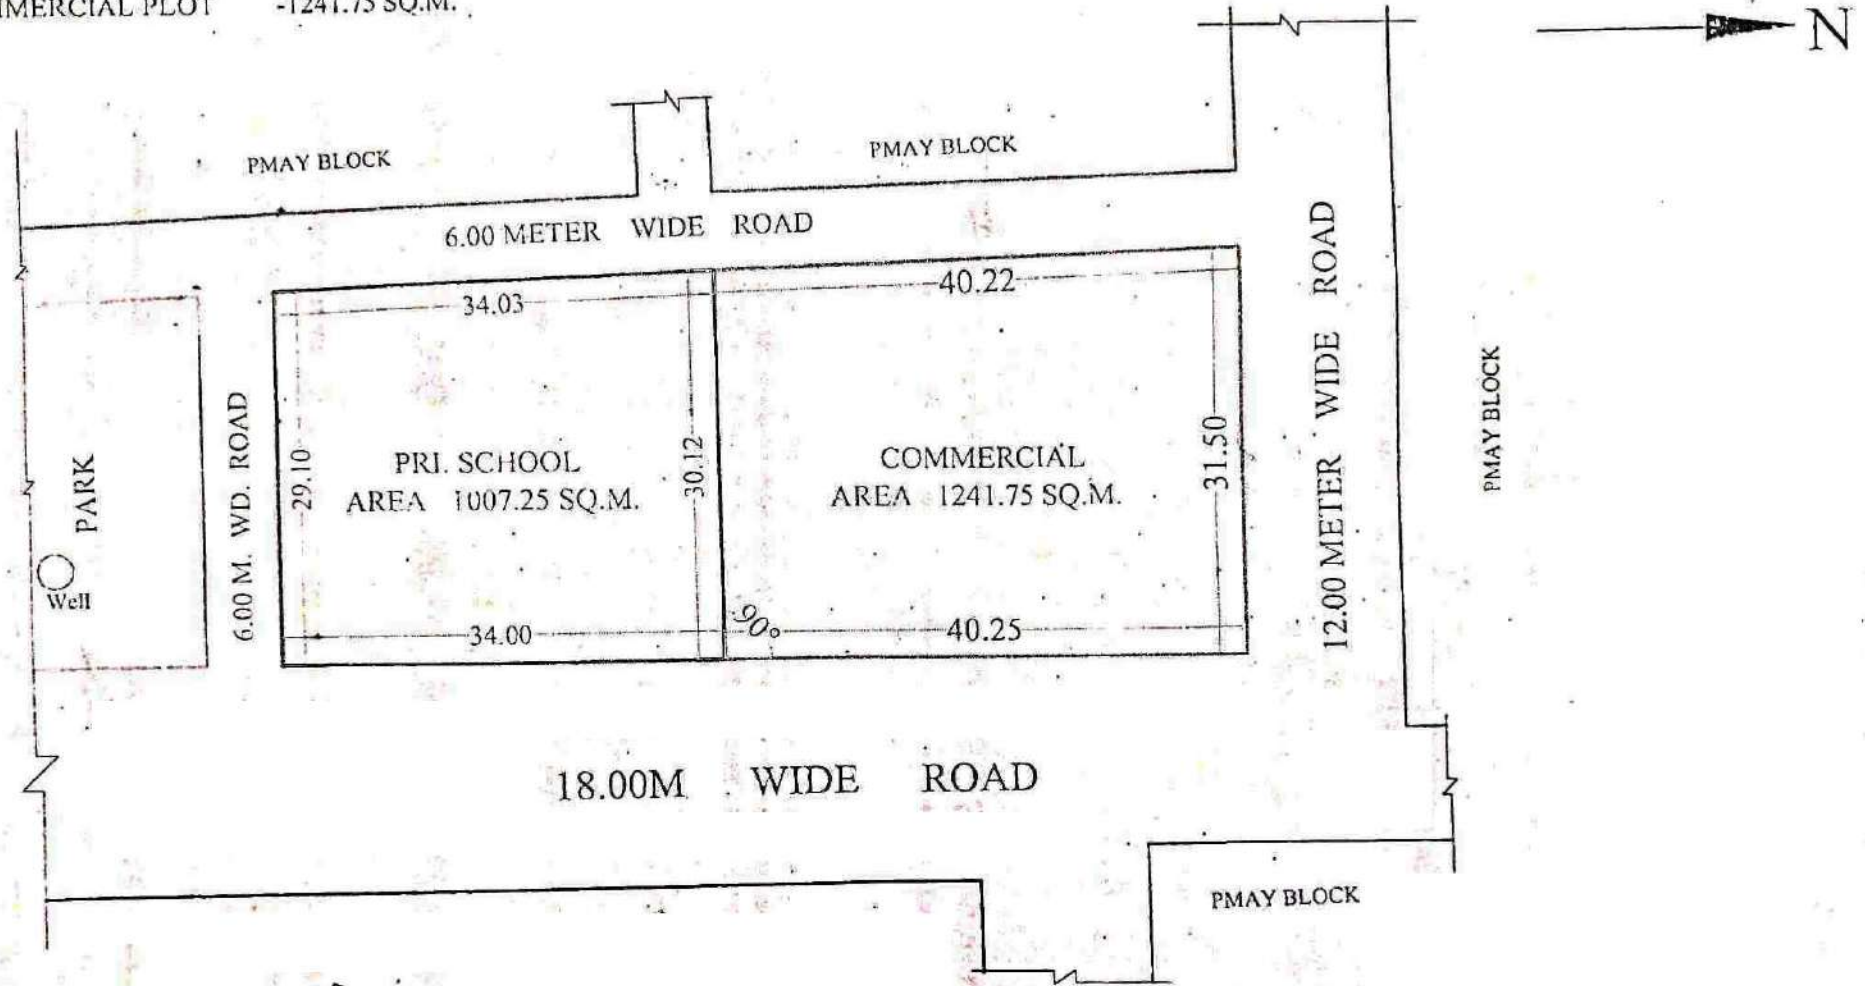 COMMERCIAL PLOT -1241.75 SQ.M.
N
PMAY BLOCK
PMAY BLOCK
6.00 METER WIDE ROAD
34.03
40.22
12.00 METER WIDE ROAD
PMAY BLOCK
PARK
Well
6.00 M. WD. ROAD
29.10
PRI. SCHOOL
AREA 1007.25 SQ.M.
30.12
COMMERCIAL
AREA 1241.75 SQ.M.
31.50
34.00
90°
40.25
18.00M WIDE ROAD
PMAY BLOCK